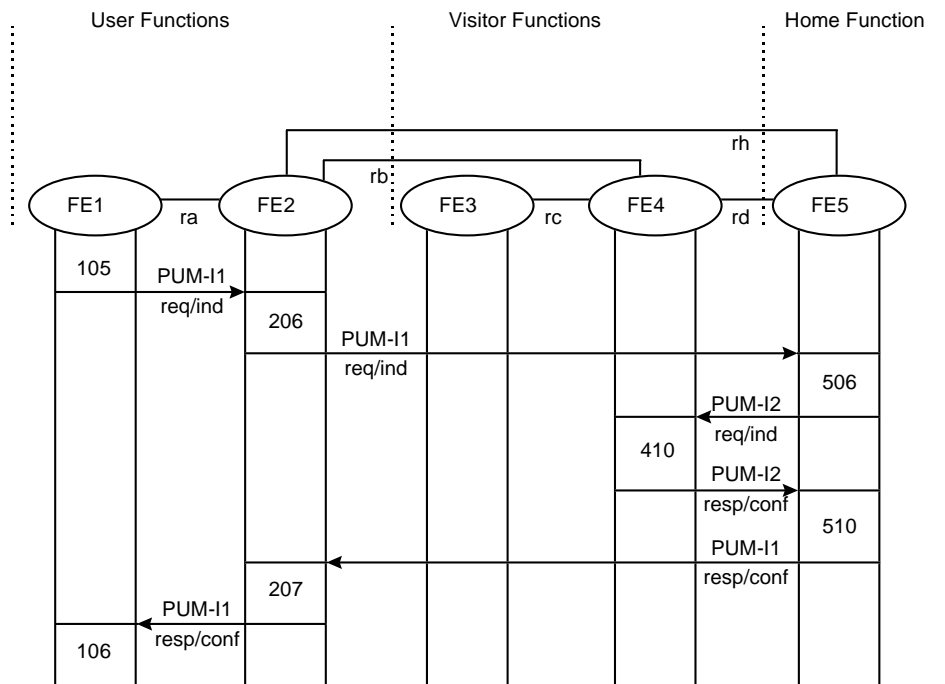 User Functions
Visitor Functions
Home Function
rh
rb
FE1
FE2
FE3
FE4
FE5
ra
rc
rd
105
PUM-I1
req/ind
206
PUM-I1
req/ind
506
PUM-I2
req/ind
410
PUM-I2
resp/conf
510
PUM-I1
resp/conf
207
PUM-I1
resp/conf
106